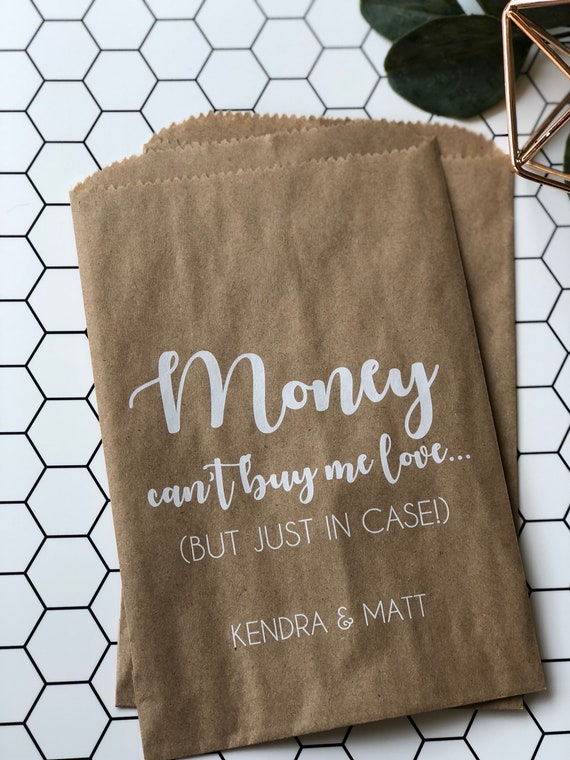 Money
can't buy me love...
(BUT JUST IN CASE!)
KENDRA & MATT